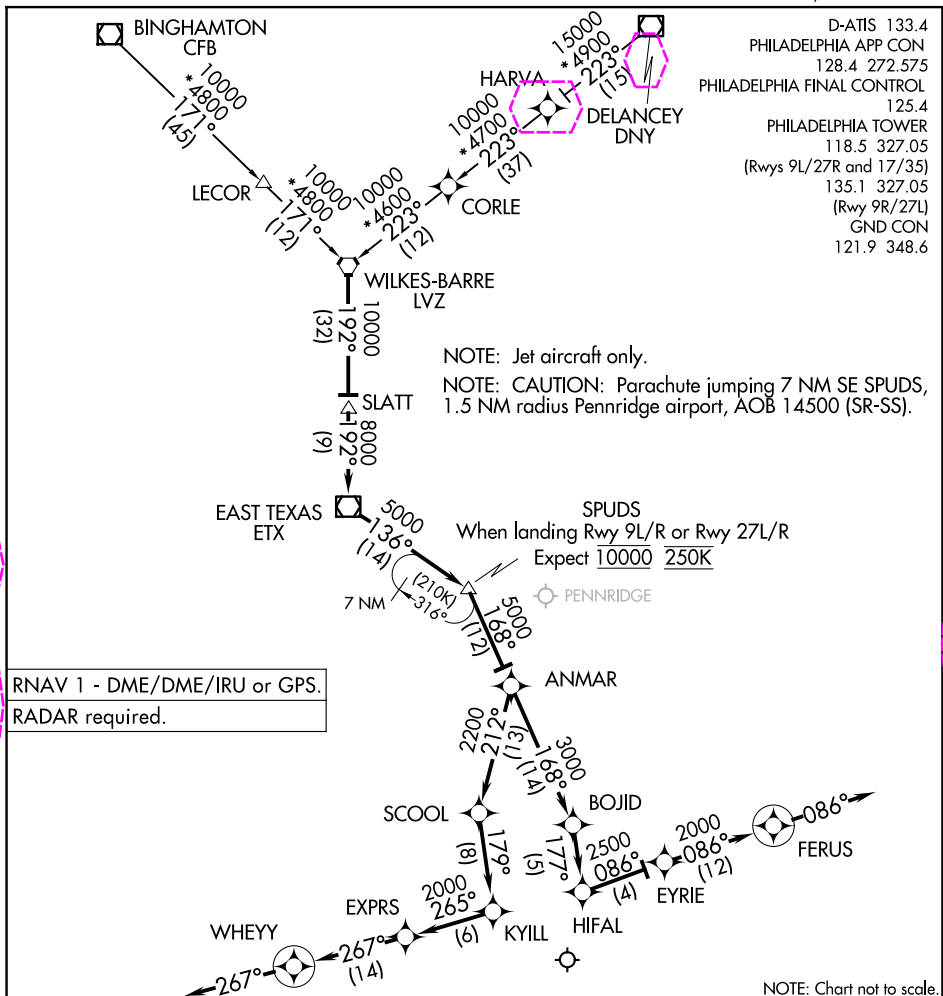 BINGHAMTON
CFB
10000
*4800
171°
(45)
LECOR
10000
*4800
171°
(12)
15000
*4900
223°
(15)
HARVA
DELANCEY
DNY
10000
*4700
223°
(37)
CORLE
10000
*4600
223°
(12)
WILKES-BARRE
LVZ
D-ATIS 133.4
PHILADELPHIA APP CON
128.4 272.575
PHILADELPHIA FINAL CONTROL
125.4
PHILADELPHIA TOWER
118.5 327.05
(Rwys 9L/27R and 17/35)
135.1 327.05
(Rwy 9R/27L)
GND CON
121.9 348.6
10000
192°
(32)
NOTE: Jet aircraft only.
NOTE: CAUTION: Parachute jumping 7 NM SE SPUDS,
1.5 NM radius Pennridge airport, AOB 14500 (SR-SS).
SLATT
8000
192°
(9)
EAST TEXAS
ETX
5000
136°
(14)
SPUDS
When landing Rwy 9L/R or Rwy 27L/R
Expect 10000 250K
7 NM
(210K)
316°
PENNRIDGE
5000
168°
(12)
ANMAR
RNAV 1 - DME/DME/IRU or GPS.
RADAR required.
2200
212°
(13)
3000
168°
(14)
SCOOL
BOJID
179°
(8)
177°
(5)
2500
086°
(4)
2000
086°
(12)
086°
FERUS
EYRIE
HIFAL
2000
265°
(6)
KYILL
EXPRS
267°
(14)
WHEYY
267°
NOTE: Chart not to scale.